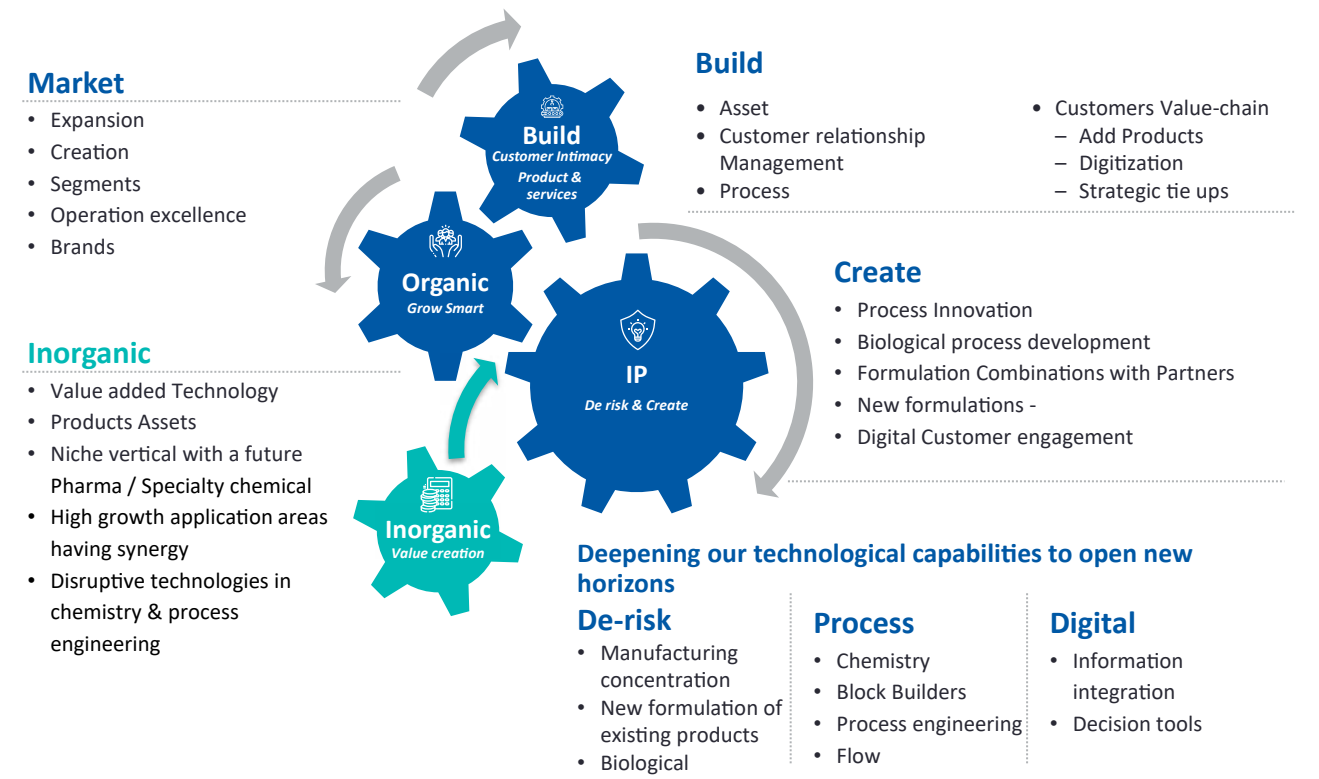 Market
• Expansion
• Creation
• Segments
• Operation excellence
• Brands
Inorganic
• Value added Technology
• Products Assets
• Niche vertical with a future
Pharma / Specialty chemical
• High growth application areas
having synergy
• Disruptive technologies in
chemistry & process
engineering
Build
Customer Intimacy
Product &
services
Organic
Grow Smart
IP
De risk & Create
Inorganic
Value creation
Build
• Asset
• Customer relationship
Management
• Process
• Customers Value-chain
– Add Products
– Digitization
– Strategic tie ups
Create
• Process Innovation
• Biological process development
• Formulation Combinations with Partners
• New formulations -
• Digital Customer engagement
Deepening our technological capabilities to open new
horizons
De-risk
• Manufacturing
concentration
• New formulation of
existing products
• Biological
Process
• Chemistry
• Block Builders
• Process engineering
• Flow
Digital
• Information
integration
• Decision tools